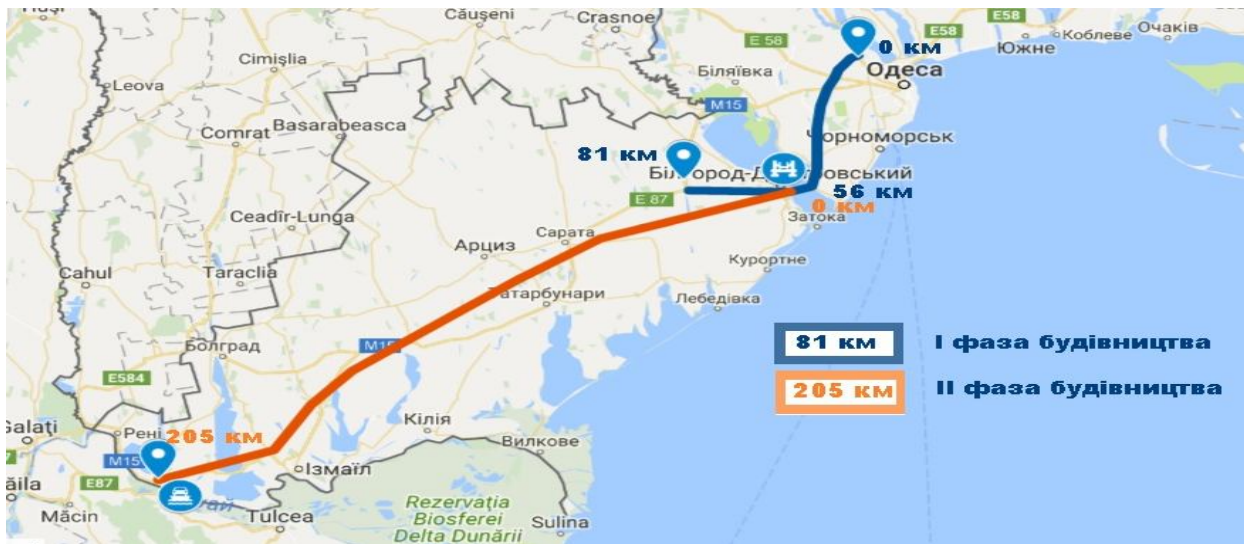 Căușeni
Crasnoe
E58
E58
Очаків
Коблеве
Южне
E 58
0 км
Cimișlia
Одеса
Біляївка
Leova
M15
Basarabeasca
Comrat
Чорноморськ
81 км
E 87
56 км
0 км
Затока
Ceadîr-Lunga
Сарата
Арциз
Курортне
Cahul
Taraclia
Татарбунари
Лебедівка
81 км
I фаза будівництва
Болград
E584
205 км
II фаза будівництва
Кілія
Galați
Рені
205 км
Вилкове
M15
Ізмаїл
E87
Măcin
Tulcea
Rezervația
Biosferei
Delta Dunării
Sulina